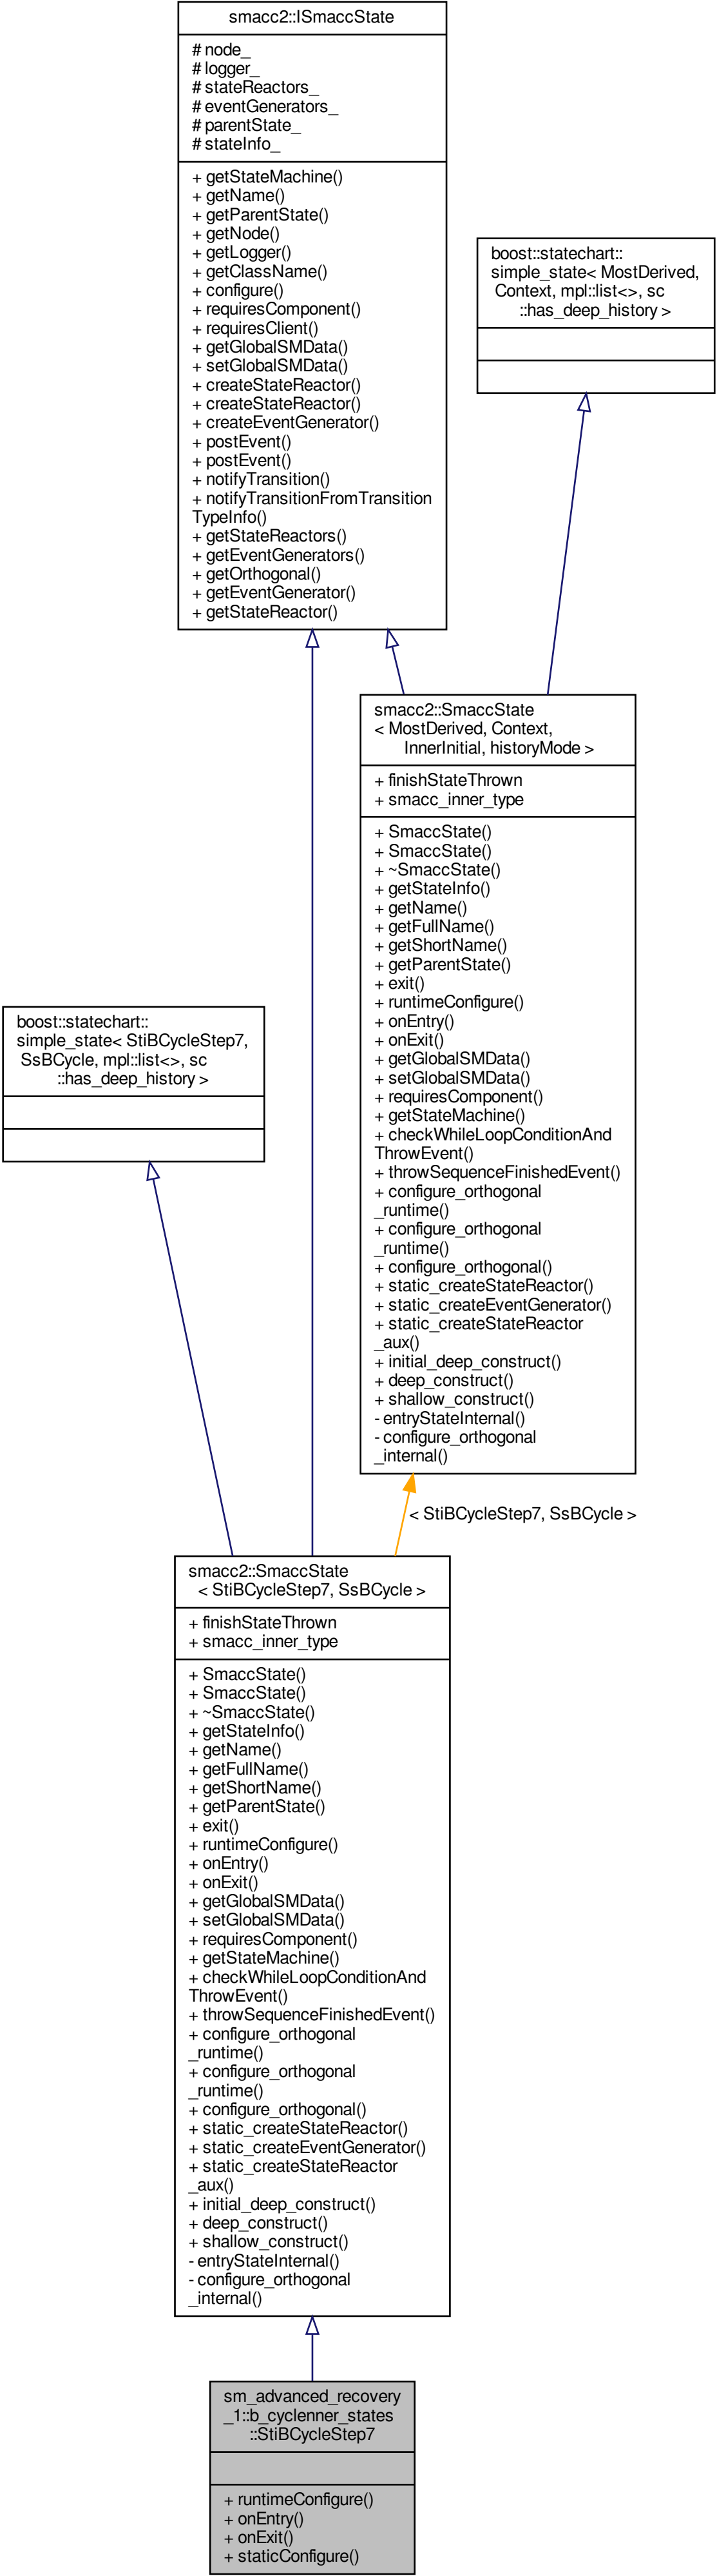 smacc2::ISmaccState
# node_
# logger_
# stateReactors_
# eventGenerators_
# parentState_
# stateInfo_
+ getStateMachine()
+ getName()
+ getParentState()
+ getNode()
+ getLogger()
+ getClassName()
+ configure()
+ requiresComponent()
+ requiresClient()
+ getGlobalSMData()
+ setGlobalSMData()
+ createStateReactor()
+ createStateReactor()
+ createEventGenerator()
+ postEvent()
+ postEvent()
+ notifyTransition()
+ notifyTransitionFromTransition
TypeInfo()
+ getStateReactors()
+ getEventGenerators()
+ getOrthogonal()
+ getEventGenerator()
+ getStateReactor()
boost::statechart::
simple_state< MostDerived,
Context, mpl::list<>, sc
::has_deep_history >
smacc2::SmaccState
< MostDerived, Context,
InnerInitial, historyMode >
+ finishStateThrown
+ smacc_inner_type
+ SmaccState()
+ SmaccState()
+ ~SmaccState()
+ getStateInfo()
+ getName()
+ getFullName()
+ getShortName()
+ getParentState()
+ exit()
+ runtimeConfigure()
+ onEntry()
+ onExit()
+ getGlobalSMData()
+ setGlobalSMData()
+ requiresComponent()
+ getStateMachine()
+ checkWhileLoopConditionAnd
ThrowEvent()
+ throwSequenceFinishedEvent()
+ configure_orthogonal
_runtime()
+ configure_orthogonal
_runtime()
+ configure_orthogonal()
+ static_createStateReactor()
+ static_createEventGenerator()
+ static_createStateReactor
_aux()
+ initial_deep_construct()
+ deep_construct()
+ shallow_construct()
- entryStateInternal()
- configure_orthogonal
_internal()
boost::statechart::
simple_state< StiBCycleStep7,
SsBCycle, mpl::list<>, sc
::has_deep_history >
< StiBCycleStep7, SsBCycle >
smacc2::SmaccState
< StiBCycleStep7, SsBCycle >
+ finishStateThrown
+ smacc_inner_type
+ SmaccState()
+ SmaccState()
+ ~SmaccState()
+ getStateInfo()
+ getName()
+ getFullName()
+ getShortName()
+ getParentState()
+ exit()
+ runtimeConfigure()
+ onEntry()
+ onExit()
+ getGlobalSMData()
+ setGlobalSMData()
+ requiresComponent()
+ getStateMachine()
+ checkWhileLoopConditionAnd
ThrowEvent()
+ throwSequenceFinishedEvent()
+ configure_orthogonal
_runtime()
+ configure_orthogonal
_runtime()
+ configure_orthogonal()
+ static_createStateReactor()
+ static_createEventGenerator()
+ static_createStateReactor
_aux()
+ initial_deep_construct()
+ deep_construct()
+ shallow_construct()
- entryStateInternal()
- configure_orthogonal
_internal()
sm_advanced_recovery
_1::b_cyclenner_states
::StiBCycleStep7
+ runtimeConfigure()
+ onEntry()
+ onExit()
+ staticConfigure()